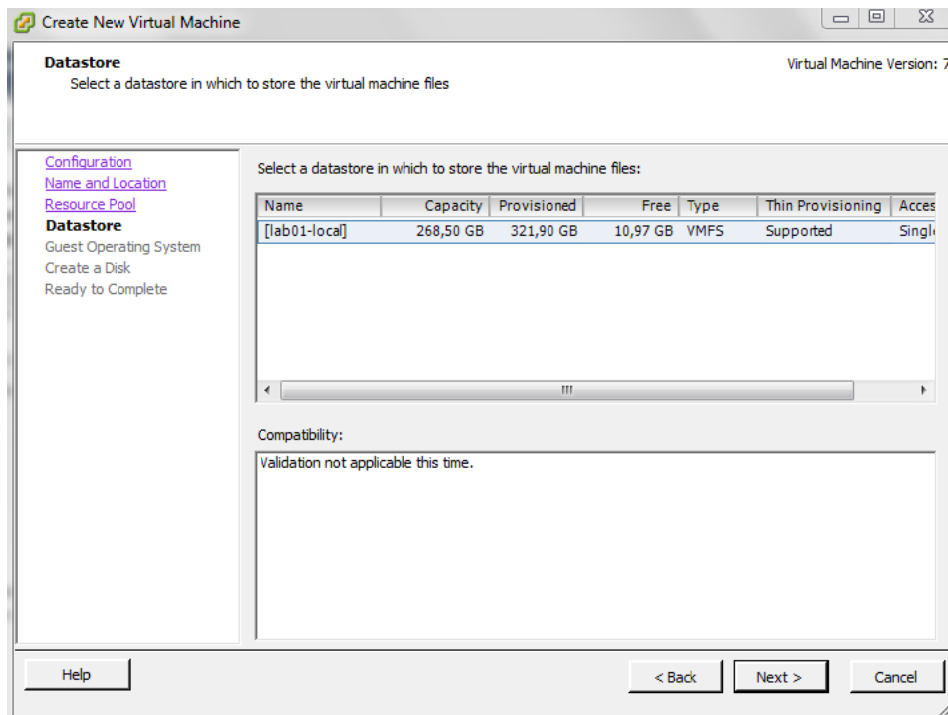 Create New Virtual Machine
Datastore
Select a datastore in which to store the virtual machine files
Virtual Machine Version: 7
Configuration
Name and Location
Resource Pool
Datastore
Guest Operating System
Create a Disk
Ready to Complete
Select a datastore in which to store the virtual machine files:
Name Capacity Provisioned Free Type Thin Provisioning Acces
[lab01-local] 268,50 GB 321,90 GB 10,97 GB VMFS Supported Singl
Compatibility:
Validation not applicable this time.
Help < Back Next > Cancel